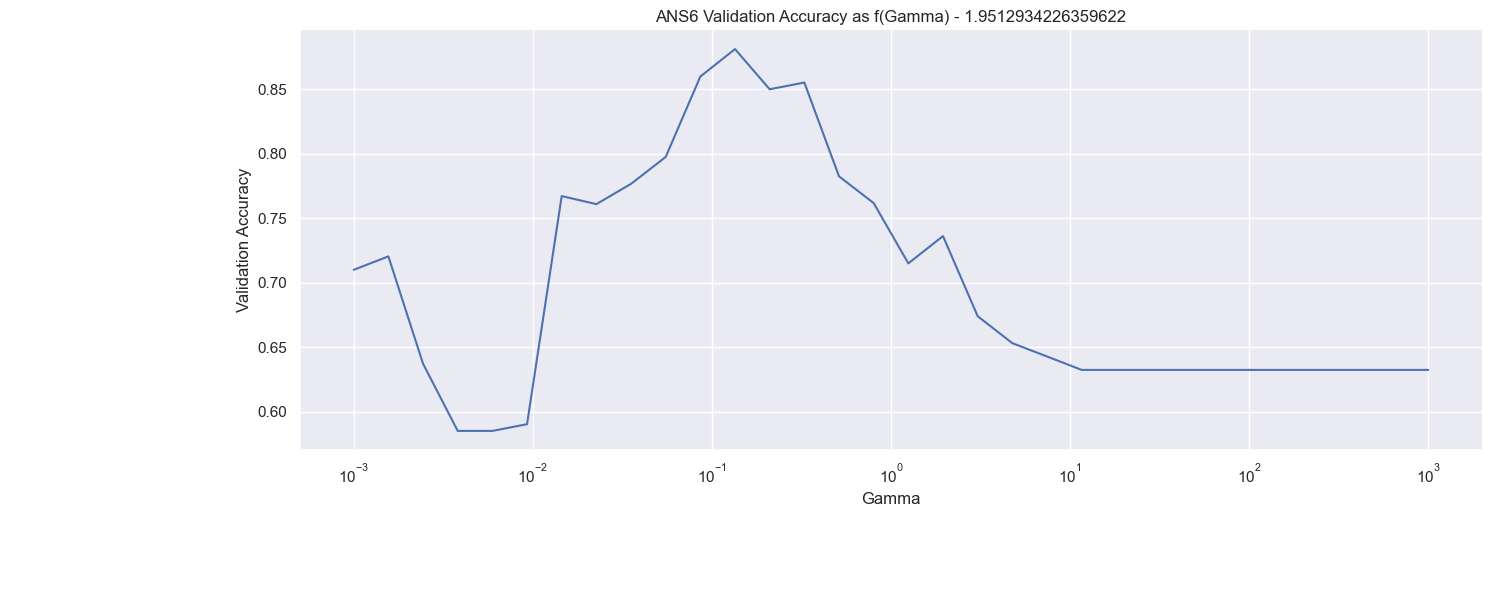 ANS6 Validation Accuracy as f(Gamma) - 1.9512934226359622
0.85
0.80
0.75
0.70
0.65
0.60
Validation Accuracy
10⁻³ 10⁻² 10⁻¹ 10⁰ 10¹ 10² 10³
Gamma